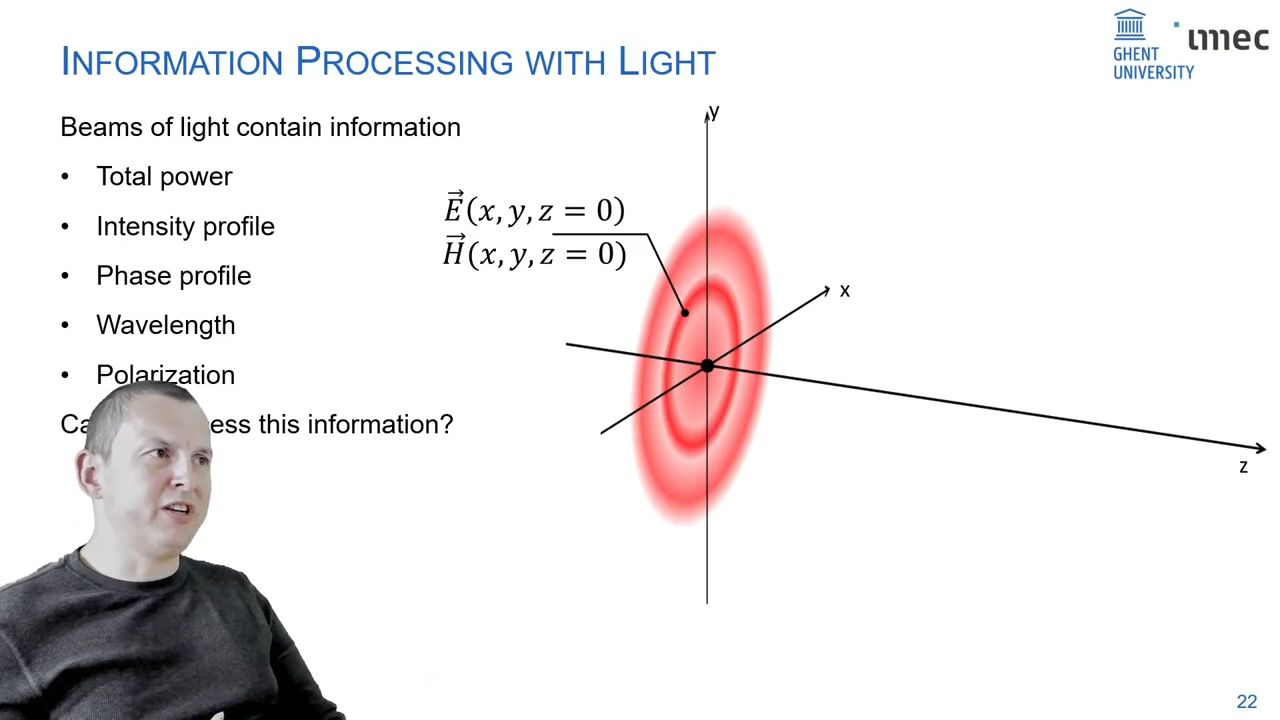 INFORMATION PROCESSING WITH LIGHT
GHENT
UNIVERSITY
imec
Beams of light contain information
• Total power
• Intensity profile
• Phase profile
• Wavelength
• Polarization
this information?
E⃗(x, y, z = 0)
H⃗(x, y, z = 0)
y
x
z
22